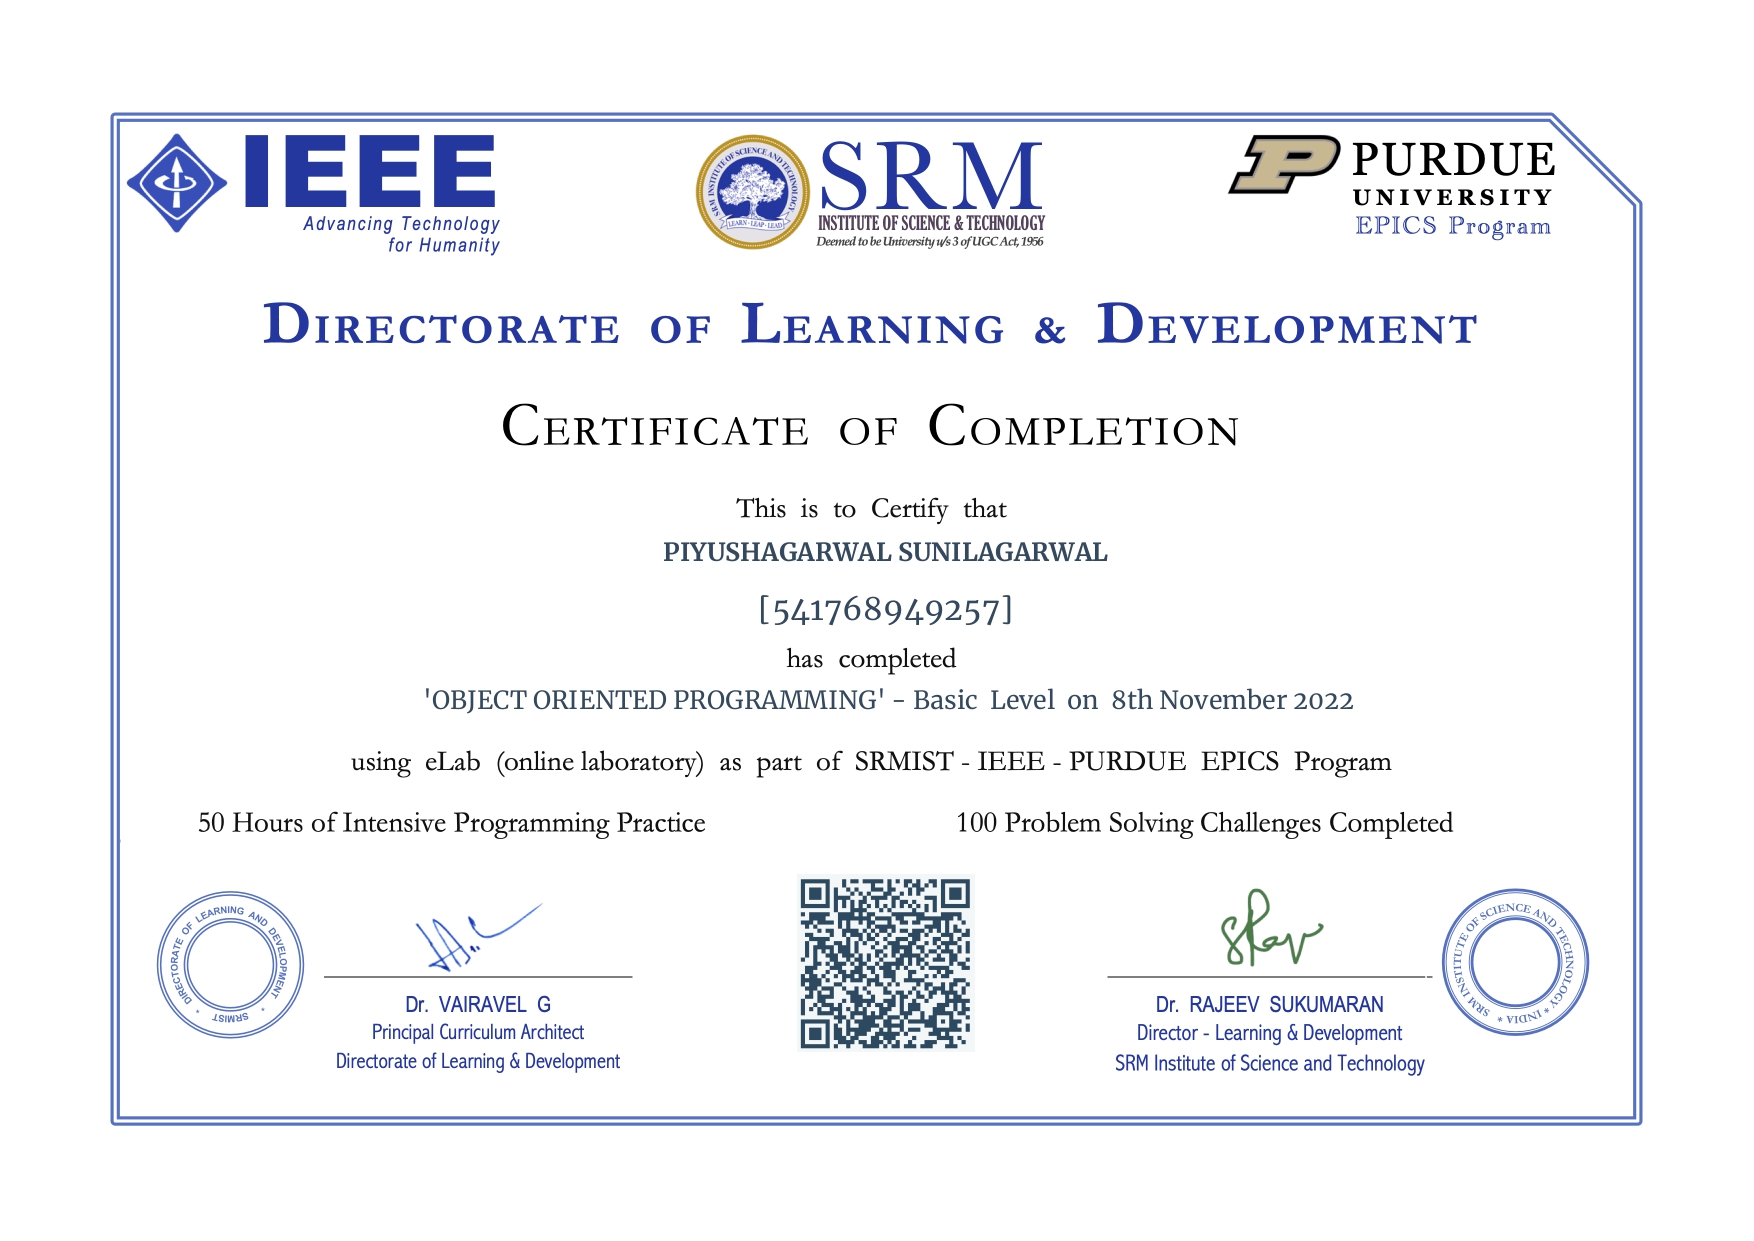 IEEE
Advancing Technology
for Humanity
SRM INSTITUTE OF SCIENCE AND TECHNOLOGY
LEARN - LEAP - LEAD
SRM
INSTITUTE OF SCIENCE & TECHNOLOGY
Deemed to be University u/s 3 of UGC Act, 1956
PURDUE
UNIVERSITY
EPICS Program
DIRECTORATE OF LEARNING & DEVELOPMENT
CERTIFICATE OF COMPLETION
This is to Certify that
PIYUSHAGARWAL SUNILAGARWAL
[541768949257]
has completed
'OBJECT ORIENTED PROGRAMMING' - Basic Level on 8th November 2022
using eLab (online laboratory) as part of SRMIST - IEEE - PURDUE EPICS Program
50 Hours of Intensive Programming Practice
100 Problem Solving Challenges Completed
DIRECTORATE OF LEARNING AND DEVELOPMENT
* SRMIST *
Dr. VAIRAVEL G
Principal Curriculum Architect
Directorate of Learning & Development
Dr. RAJEEV SUKUMARAN
Director - Learning & Development
SRM Institute of Science and Technology
SRM INSTITUTE OF SCIENCE AND TECHNOLOGY
* INDIA *